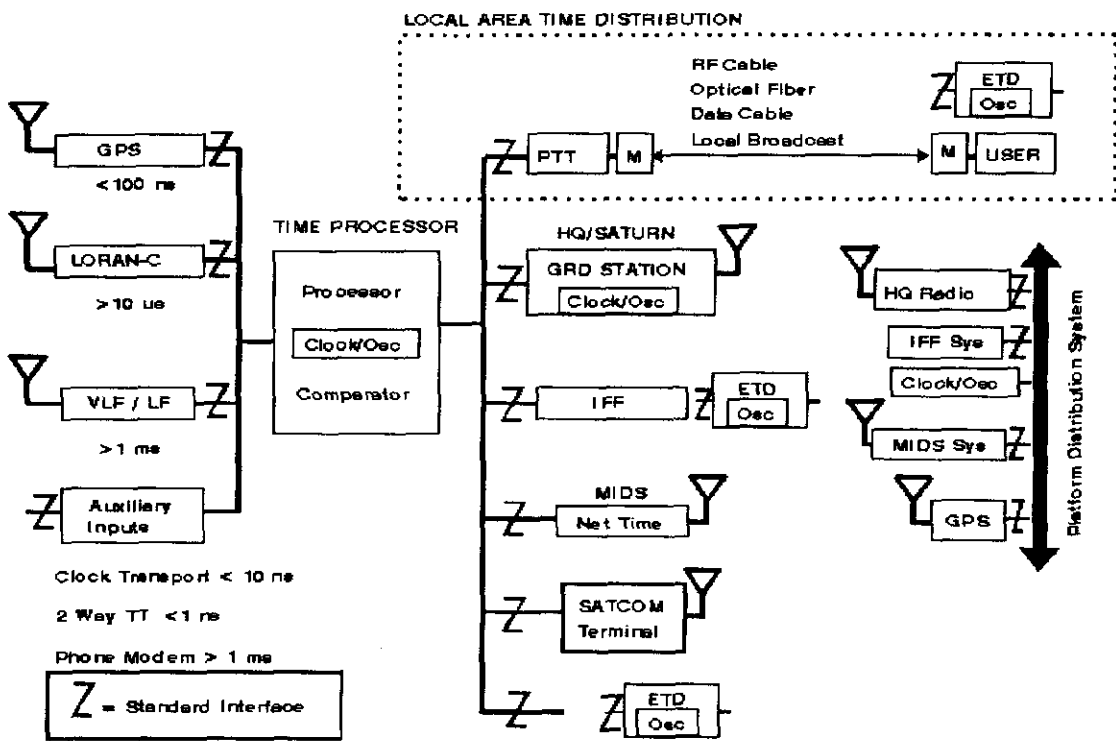 LOCAL AREA TIME DISTRIBUTION
RF Cable
Optical Fiber
Data Cable
Local Broadcast
ETD
Osc
PTT
M
M
USER
GPS
<100 ns
LORAN-C
>10 us
VLF / LF
>1 ms
Auxiliary
Inputs
Clock Transport < 10 ns
2 Way TT <1 ns
Phone Modem > 1 ms
Z = Standard Interface
TIME PROCESSOR
Processor
Clock/Osc
Comparator
HQ/SATURN
GRD STATION
Clock/Osc
IFF
ETD
Osc
MIDS
Net Time
SATCOM
Terminal
ETD
Osc
HQ Radio
IFF Sys
Clock/Osc
MIDS Sys
GPS
Platform Distribution System